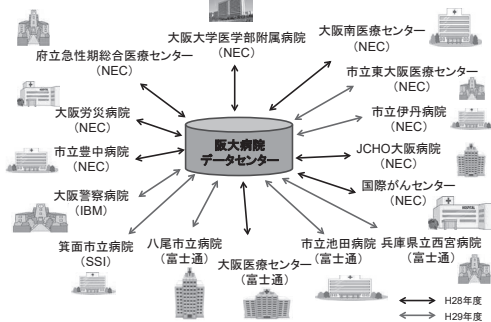 大阪大学医学部附属病院
（NEC）
大阪南医療センター
（NEC）
府立急性期総合医療センター
（NEC）
市立東大阪医療センター
（NEC）
大阪労災病院
（NEC）
市立伊丹病院
（NEC）
阪大病院
データセンター
市立豊中病院
（NEC）
JCHO大阪病院
（NEC）
大阪警察病院
（IBM）
国際がんセンター
（NEC）
HOSPITAL
箕面市立病院
（SSI）
八尾市立病院
（富士通）
大阪医療センター
（富士通）
市立池田病院
（富士通）
兵庫県立西宮病院
（富士通）
H28年度
H29年度